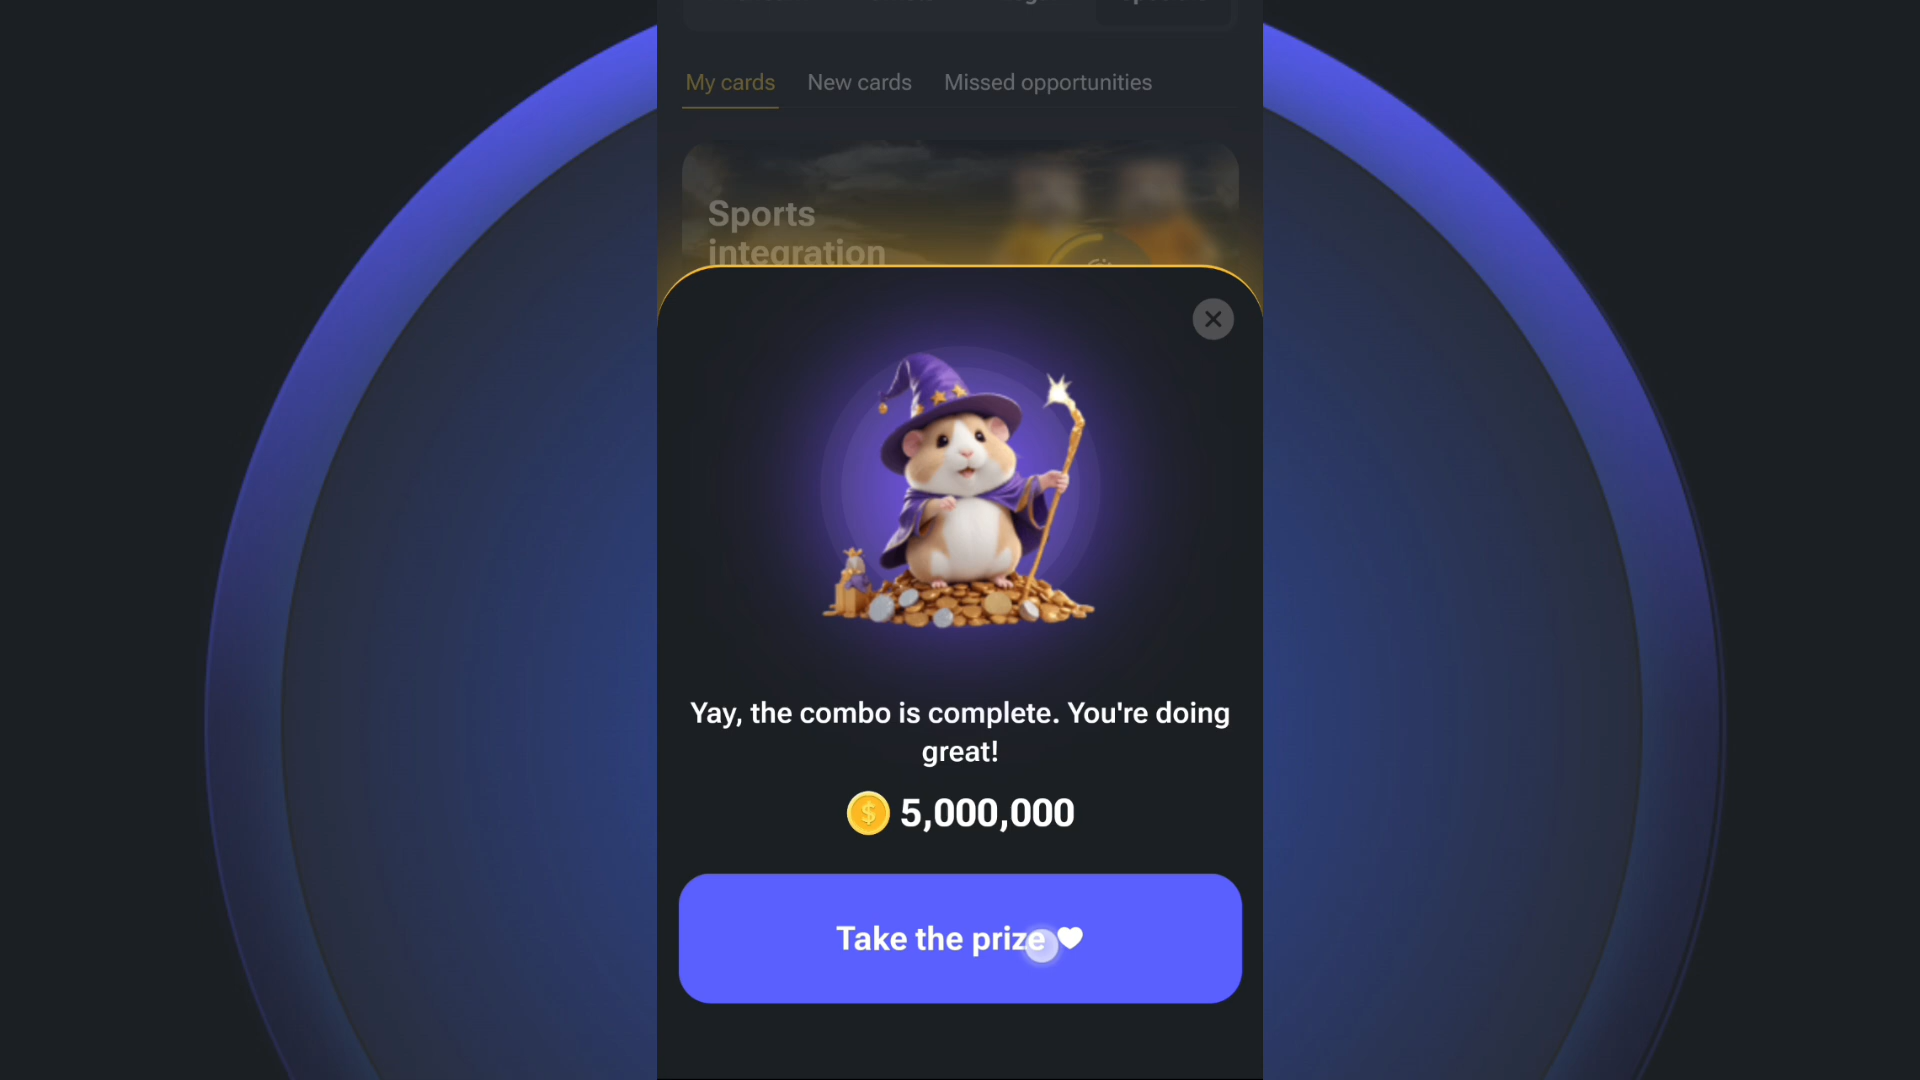 My cards New cards Missed opportunities
Sports
integration
Yay, the combo is complete. You're doing
great!
$ 5,000,000
Take the prize